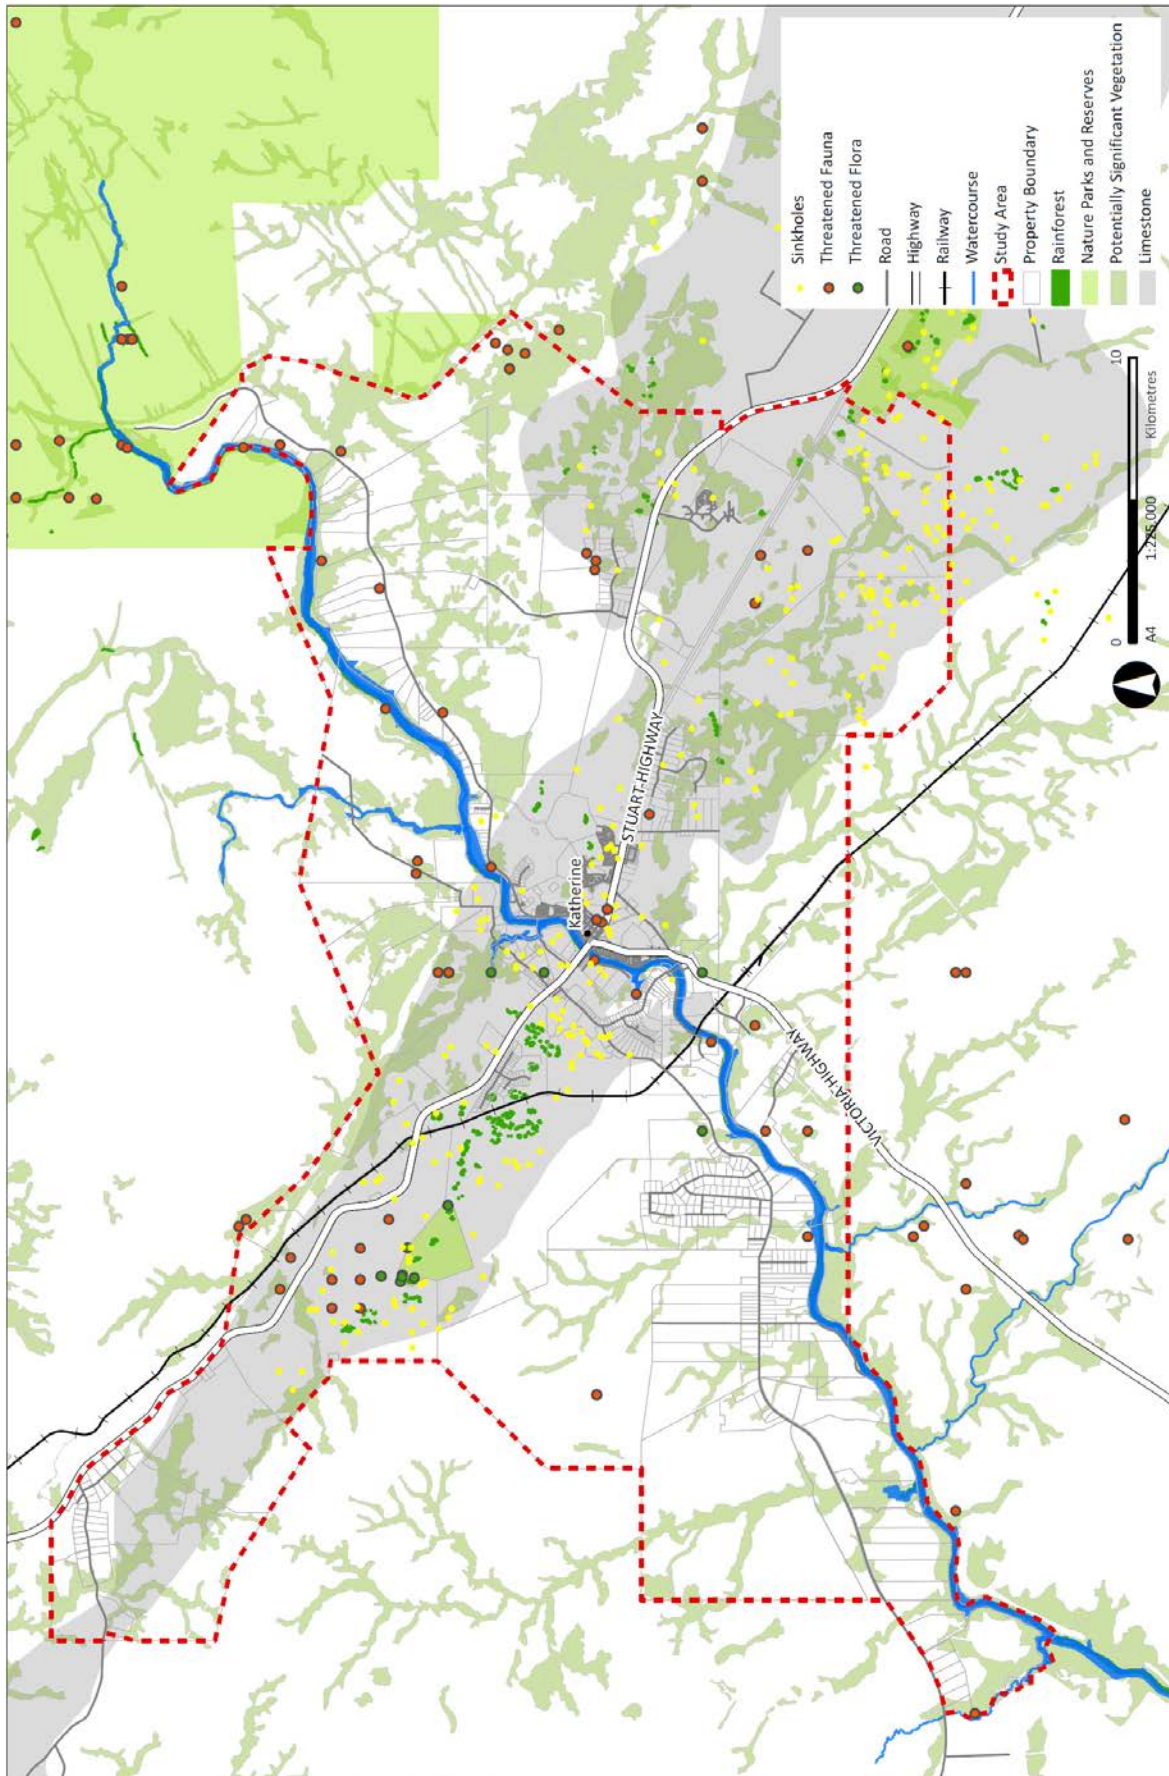 Katherine
STUART HIGHWAY
VICTORIA HIGHWAY
Sinkholes
Threatened Fauna
Threatened Flora
Road
Highway
Railway
Watercourse
Study Area
Property Boundary
Rainforest
Nature Parks and Reserves
Potentially Significant Vegetation
Limestone
0 10
A4 1:225,000 Kilometres